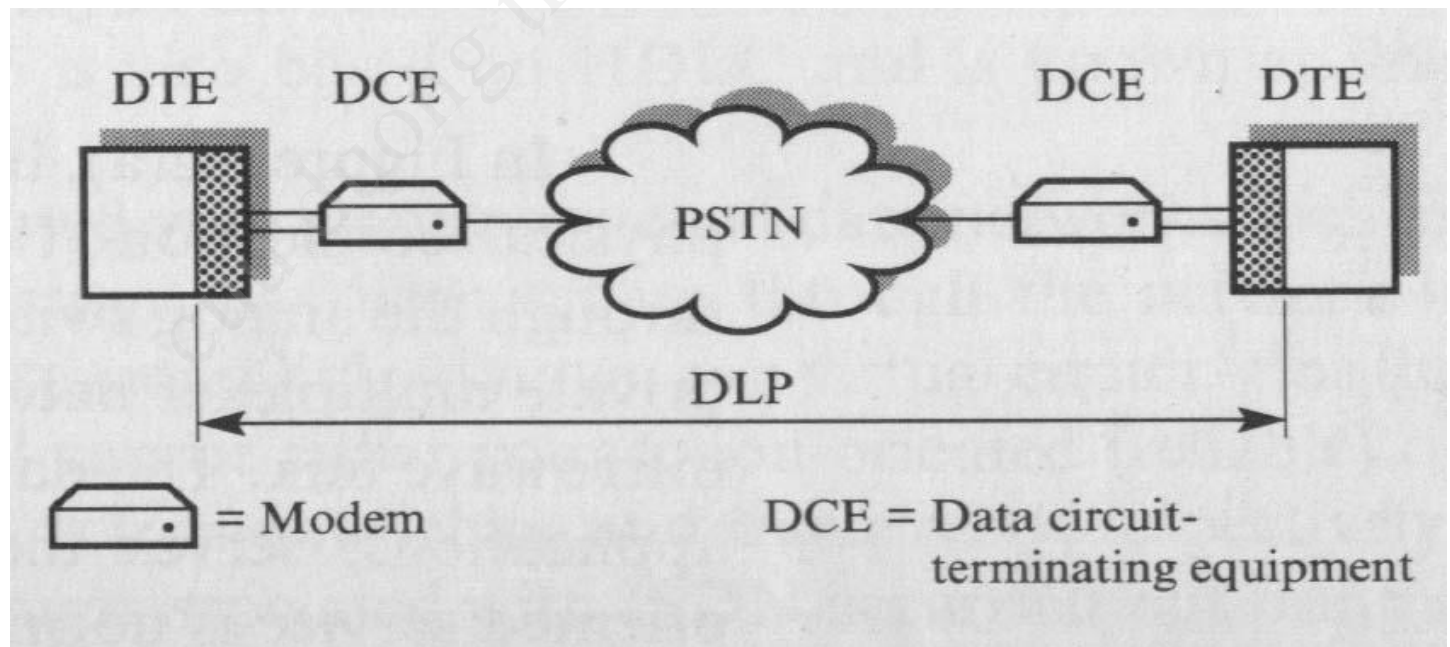 DTE DCE DCE DTE
PSTN
DLP
= Modem
DCE = Data circuit-
terminating equipment